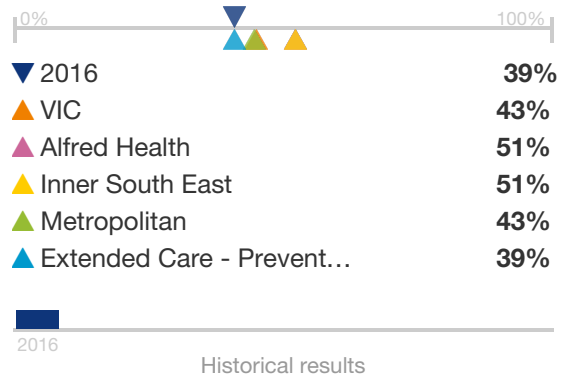 0% 100%
2016 39%
VIC 43%
Alfred Health 51%
Inner South East 51%
Metropolitan 43%
Extended Care - Prevent... 39%
2016
Historical results